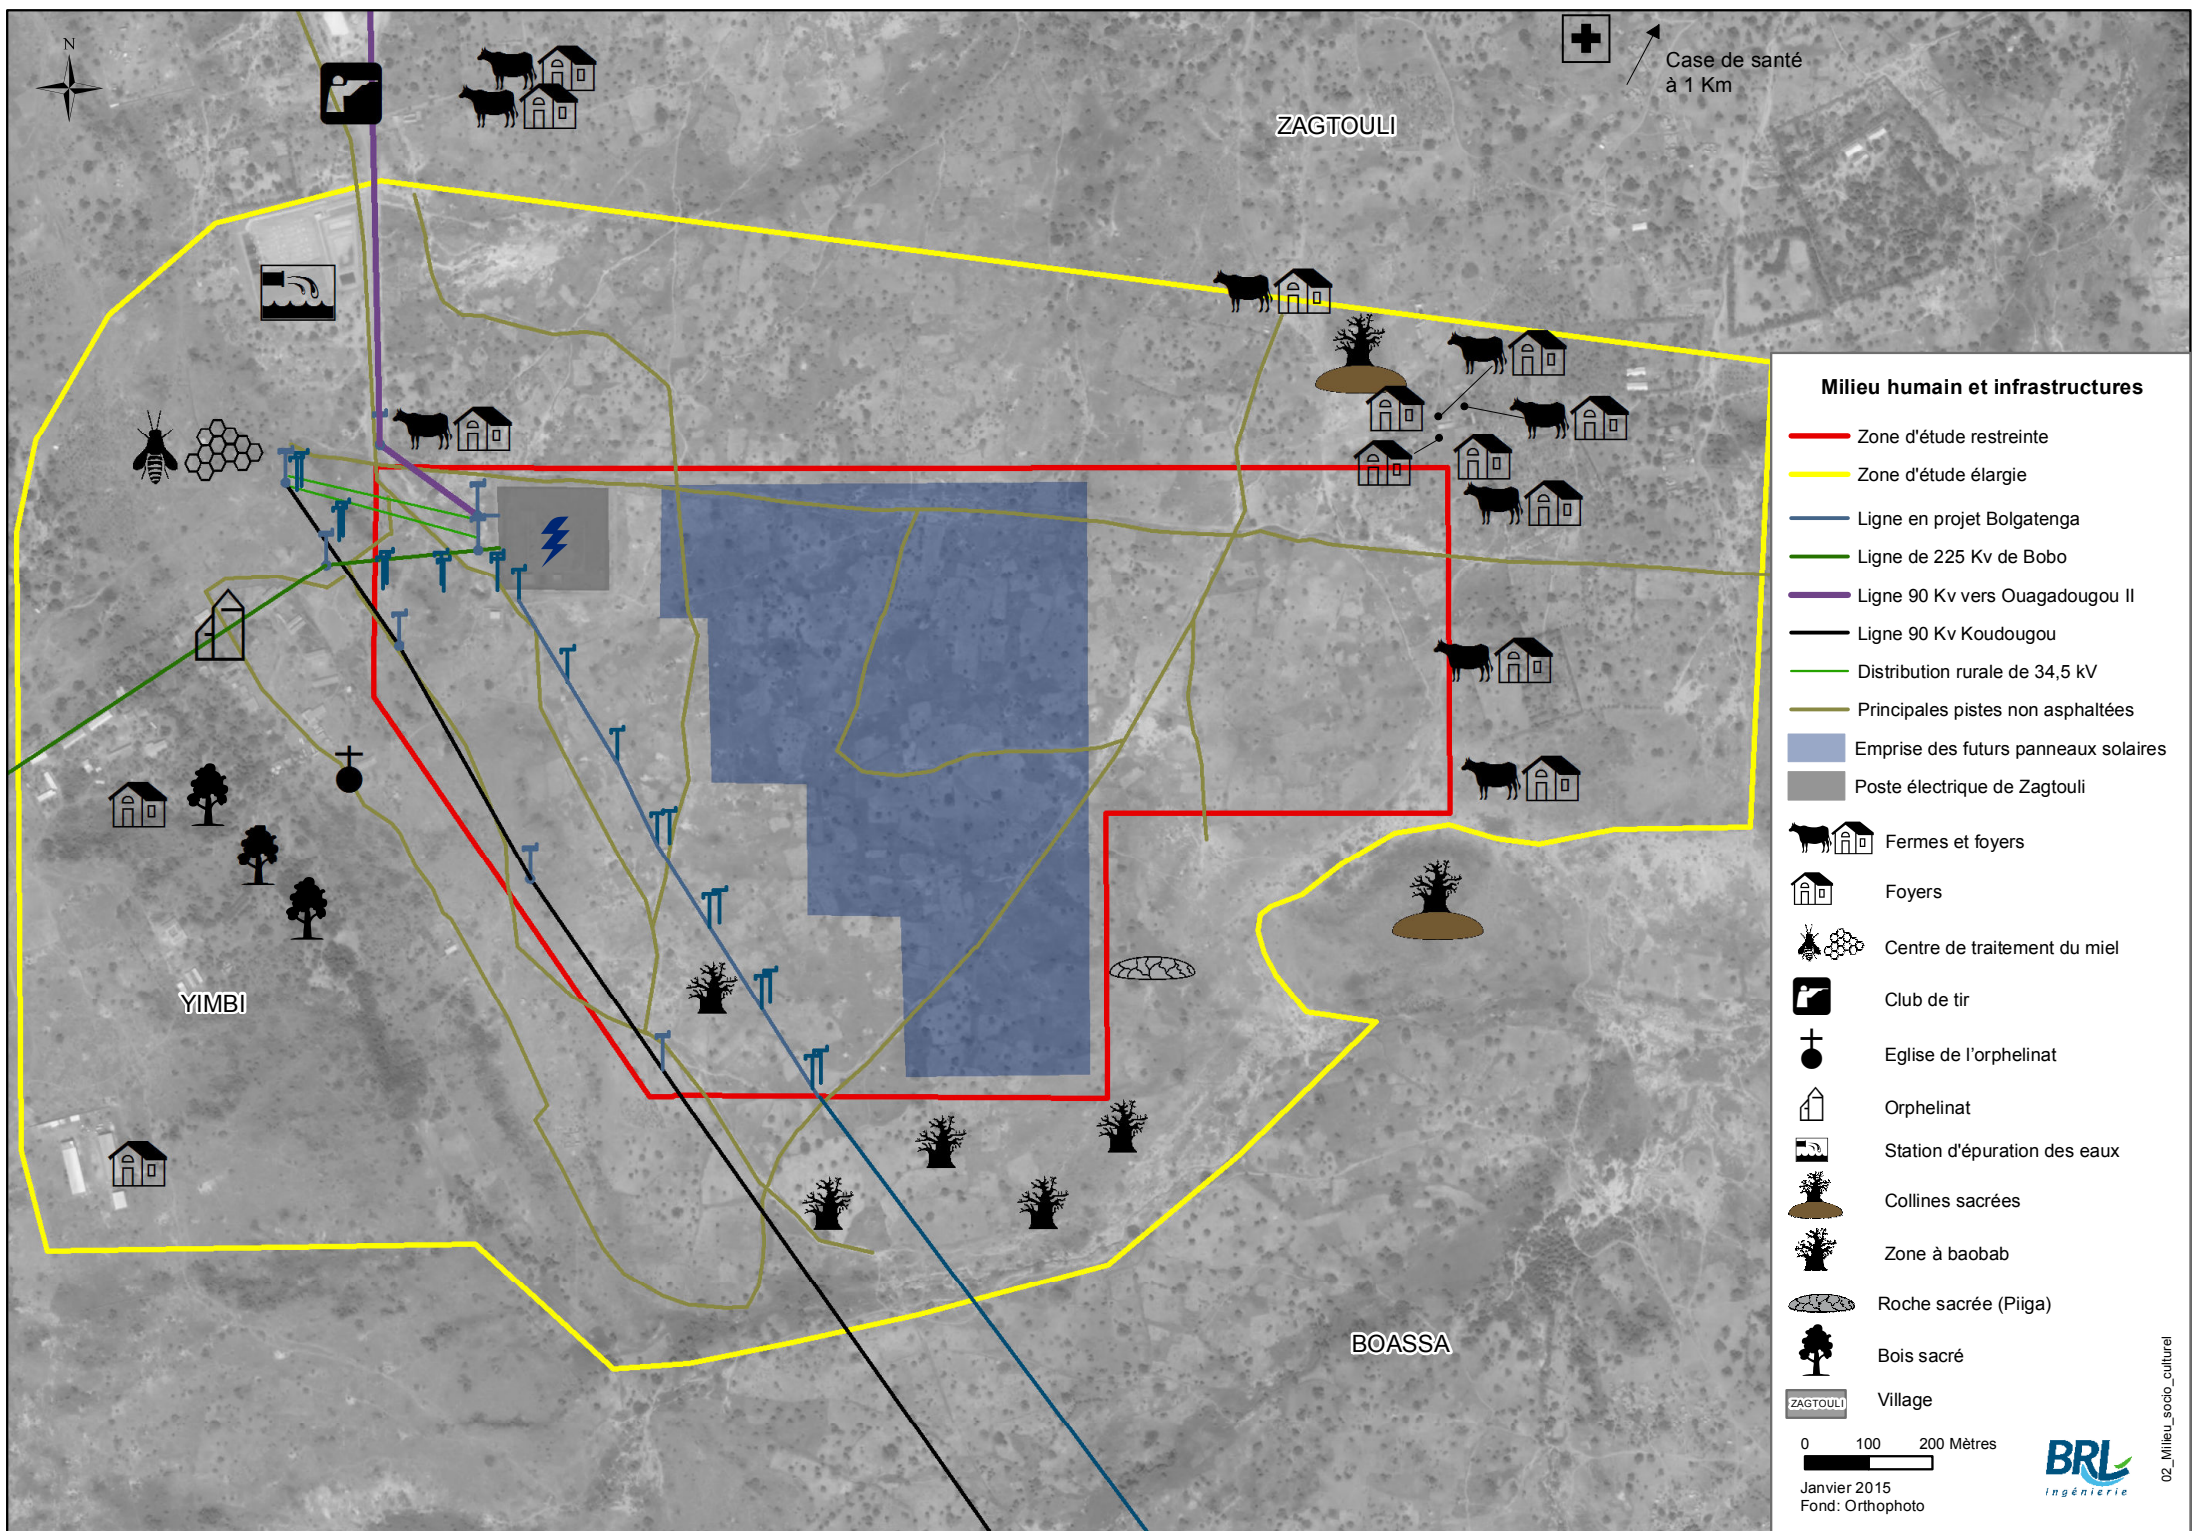 N
Case de santé
à 1 Km
ZAGTOULI
YIMBI
BOASSA
Milieu humain et infrastructures
Zone d'étude restreinte
Zone d'étude élargie
Ligne en projet Bolgatenga
Ligne de 225 Kv de Bobo
Ligne 90 Kv vers Ouagadougou II
Ligne 90 Kv Koudougou
Distribution rurale de 34,5 kV
Principales pistes non asphaltées
Emprise des futurs panneaux solaires
Poste électrique de Zagtouli
Fermes et foyers
Foyers
Centre de traitement du miel
Club de tir
Eglise de l'orphelinat
Orphelinat
Station d'épuration des eaux
Collines sacrées
Zone à baobab
Roche sacrée (Piiga)
Bois sacré
ZAGTOULI Village
0 100 200 Mètres
Janvier 2015
Fond: Orthophoto
BRL
ingénierie
02_Milieu_socio_culturel